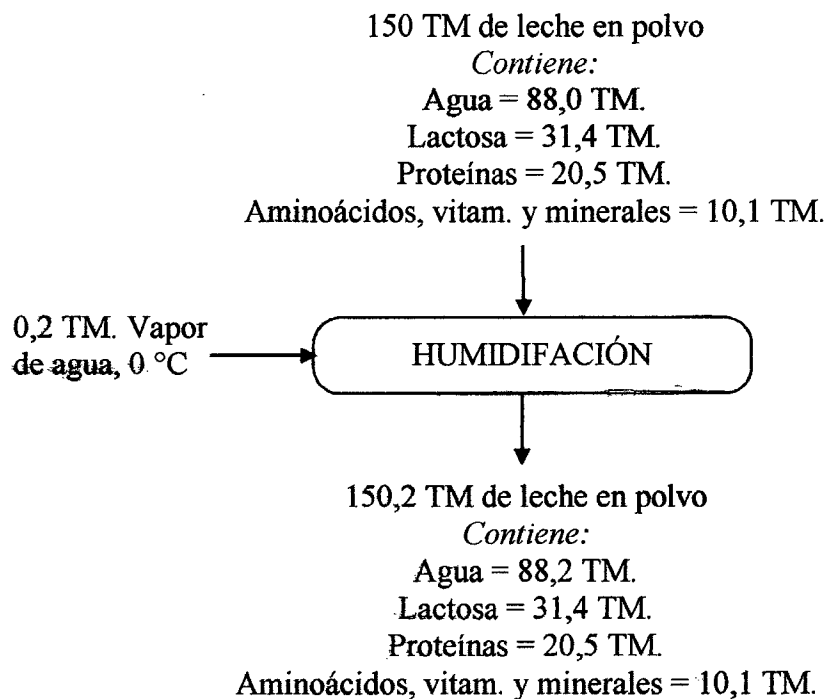 150 TM de leche en polvo
Contiene:
Agua = 88,0 TM.
Lactosa = 31,4 TM.
Proteínas = 20,5 TM.
Aminoácidos, vitam. y minerales = 10,1 TM.
0,2 TM. Vapor
de agua, 0 °C
HUMIDIFACIÓN
150,2 TM de leche en polvo
Contiene:
Agua = 88,2 TM.
Lactosa = 31,4 TM.
Proteínas = 20,5 TM.
Aminoácidos, vitam. y minerales = 10,1 TM.